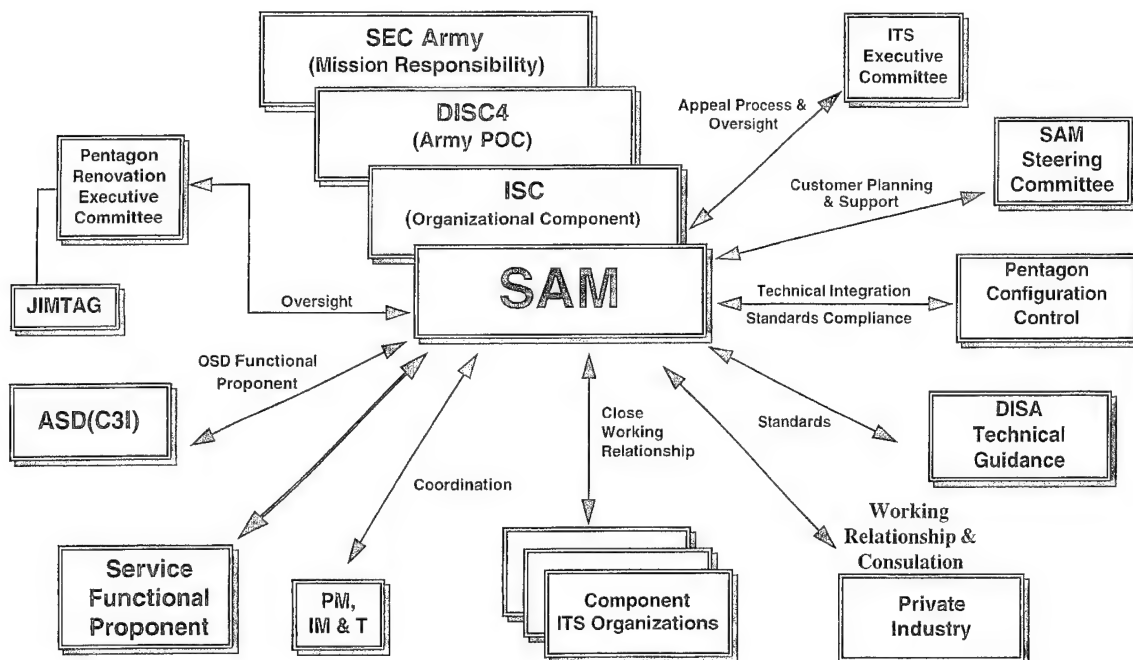 SEC Army
(Mission Responsibility)
DISC4
(Army POC)
ISC
(Organizational Component)
SAM
ITS
Executive
Committee
Appeal Process &
Oversight
SAM
Steering
Committee
Customer Planning
& Support
Pentagon
Renovation
Executive
Committee
JIMTAG
Oversight
Technical Integration
Standards Compliance
Pentagon
Configuration
Control
OSD Functional
Proponent
ASD(C3I)
Close
Working
Relationship
Standards
DISA
Technical
Guidance
Coordination
Working
Relationship &
Consulation
Service
Functional
Proponent
PM,
IM & T
Component
ITS Organizations
Private
Industry